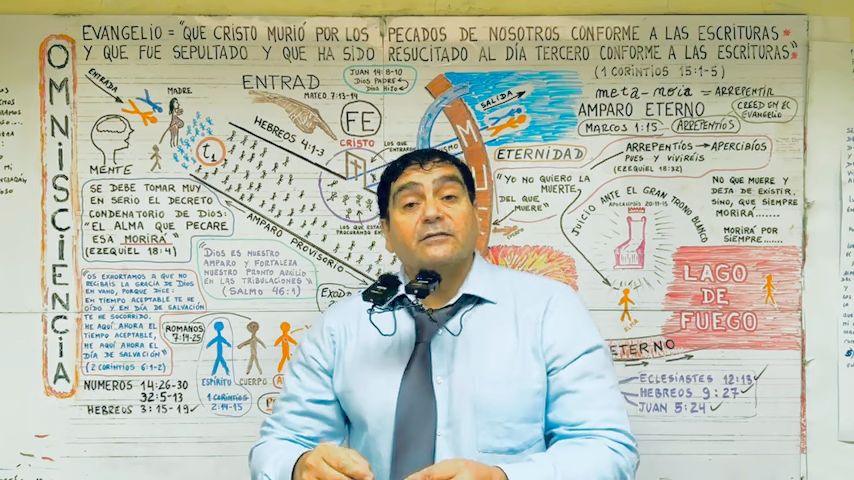 EVANGELIO = "QUE CRISTO MURIÓ POR LOS PECADOS DE NOSOTROS CONFORME A LAS ESCRITURAS
Y QUE FUE SEPULTADO Y QUE HA SIDO RESUCITADO AL DÍA TERCERO CONFORME A LAS ESCRITURAS"
(1 CORINTIOS 15:1-5)
OMNISCIENCIA
ENTRADA
MADRE
MENTE
t1
ENTRAD
MATEO 7:13-14
JUAN 14:8-10
DIOS PADRE
DIOS HIJO
HEBREOS 4:1-3
FE
CRISTO
AMPARO PROVISORIO
SE DEBE TOMAR MUY
EN SERIO EL DECRETO
CONDENATORIO DE DIOS:
"EL ALMA QUE PECARE
ESA MORIRÁ"
(EZEQUIEL 18:4)
DIOS ES NUESTRO
AMPARO Y FORTALEZA
NUESTRO PRONTO AUXILIO
EN LAS TRIBULACIONES"
(SALMO 46:1)
"OS EXHORTAMOS A QUE NO
RECIBAIS LA GRACIA DE DIOS
EN VANO, PORQUE DICE:
EN TIEMPO ACEPTABLE TE HE
OÍDO Y EN DÍA DE SALVACIÓN
TE HE SOCORRIDO.
HE AQUÍ AHORA EL
TIEMPO ACEPTABLE,
HE AQUÍ AHORA EL
DÍA DE SALVACIÓN"
(2 CORINTIOS 6:1-2)
ROMANOS
7:14-25
ESPÍRITU
CUERPO
1 CORINTIOS
2:14-15
NUMEROS 14:26-30
32:5-13
HEBREOS 3:15-19
SALIDA
ETERNIDAD
"YO NO QUIERO LA
MUERTE,
DEL QUE
MUERE"
meta-noia = ARREPENTIR
AMPARO ETERNO
CREED EN EL
EVANGELIO
MARCOS 1:15
ARREPENTÍOS
ARREPENTÍOS → APERCIBÍOS
PUES Y VIVIRÉIS
(EZEQUIEL 18:32)
JUICIO ANTE EL GRAN TRONO BLANCO
APOCALIPSIS 20:11-15
NO QUE MUERE Y
DEJA DE EXISTIR.
SINO, QUE SIEMPRE
MORIRÁ.......
MORIRÁ POR
SIEMPRE.....
LAGO
DE
FUEGO
ALMA
ETERNO
ECLESIASTES 12:13
HEBREOS 9:27
JUAN 5:24